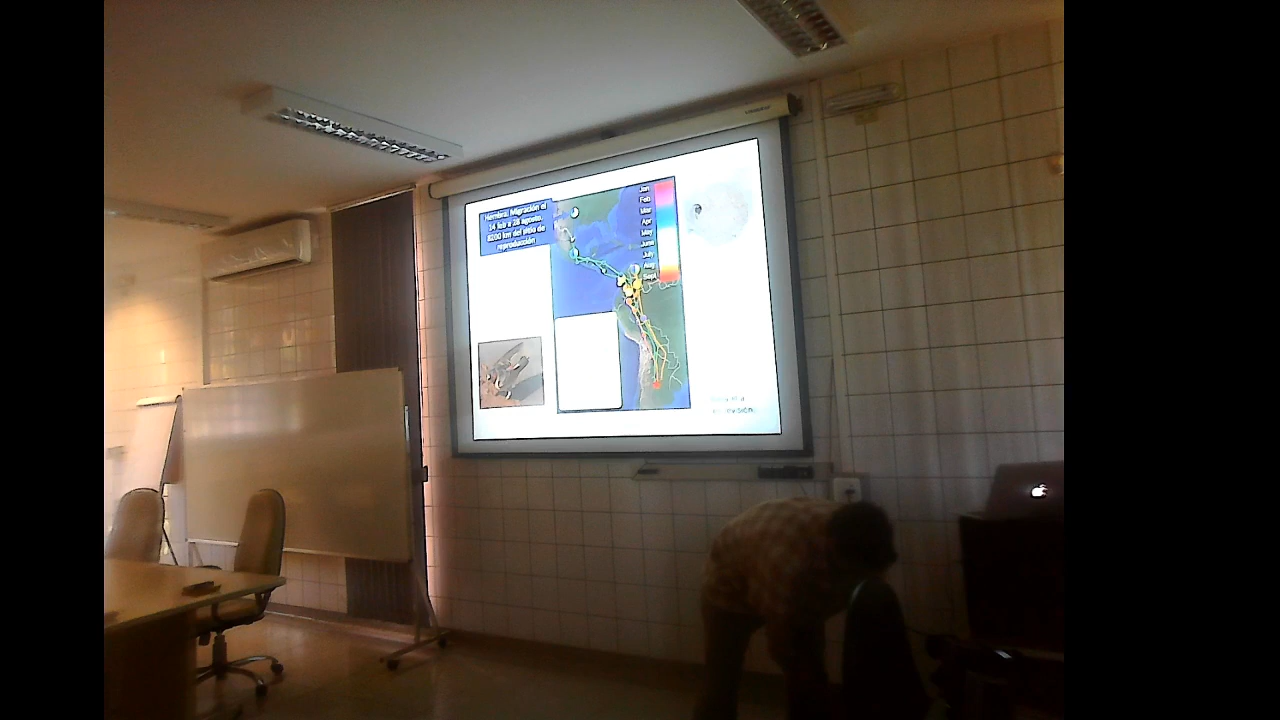 Hembra: Migración el
14 feb a 28 agosto.
8200 km del sitio de
reproducción
Jan
Feb
Mar
Apr
May
June
July
Aug
Sept